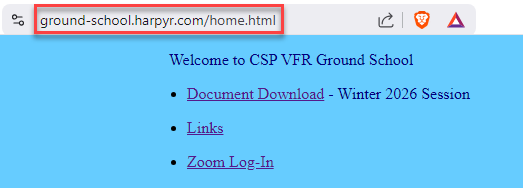 ground-school.harpyr.com/home.html
Welcome to CSP VFR Ground School
Document Download - Winter 2026 Session
Links
Zoom Log-In